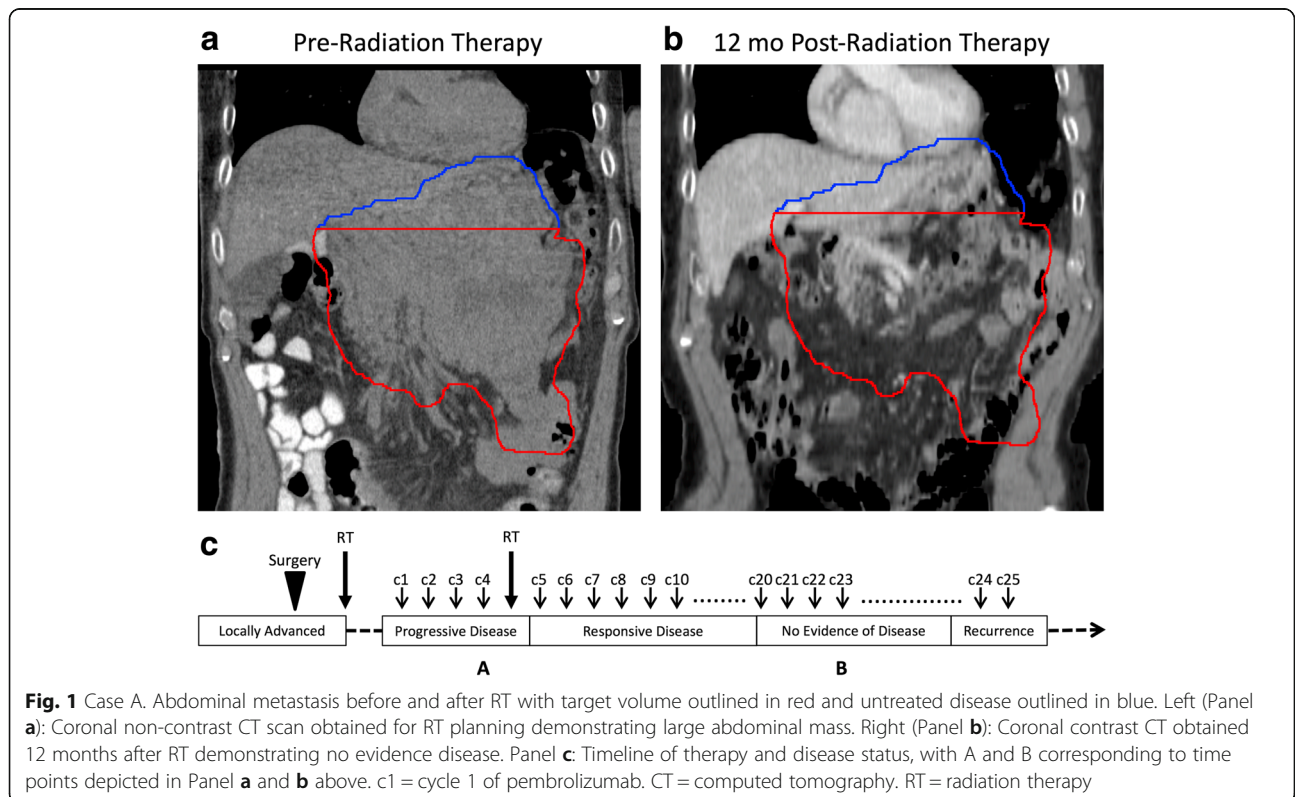 a Pre-Radiation Therapy
b 12 mo Post-Radiation Therapy
c
Surgery
RT
RT
c1 c2 c3 c4 c5 c6 c7 c8 c9 c10 ........ c20 c21 c22 c23 .............. c24 c25
Locally Advanced Progressive Disease Responsive Disease No Evidence of Disease Recurrence
A B
Fig. 1 Case A. Abdominal metastasis before and after RT with target volume outlined in red and untreated disease outlined in blue. Left (Panel
a): Coronal non-contrast CT scan obtained for RT planning demonstrating large abdominal mass. Right (Panel b): Coronal contrast CT obtained
12 months after RT demonstrating no evidence disease. Panel c: Timeline of therapy and disease status, with A and B corresponding to time
points depicted in Panel a and b above. c1 = cycle 1 of pembrolizumab. CT = computed tomography. RT = radiation therapy